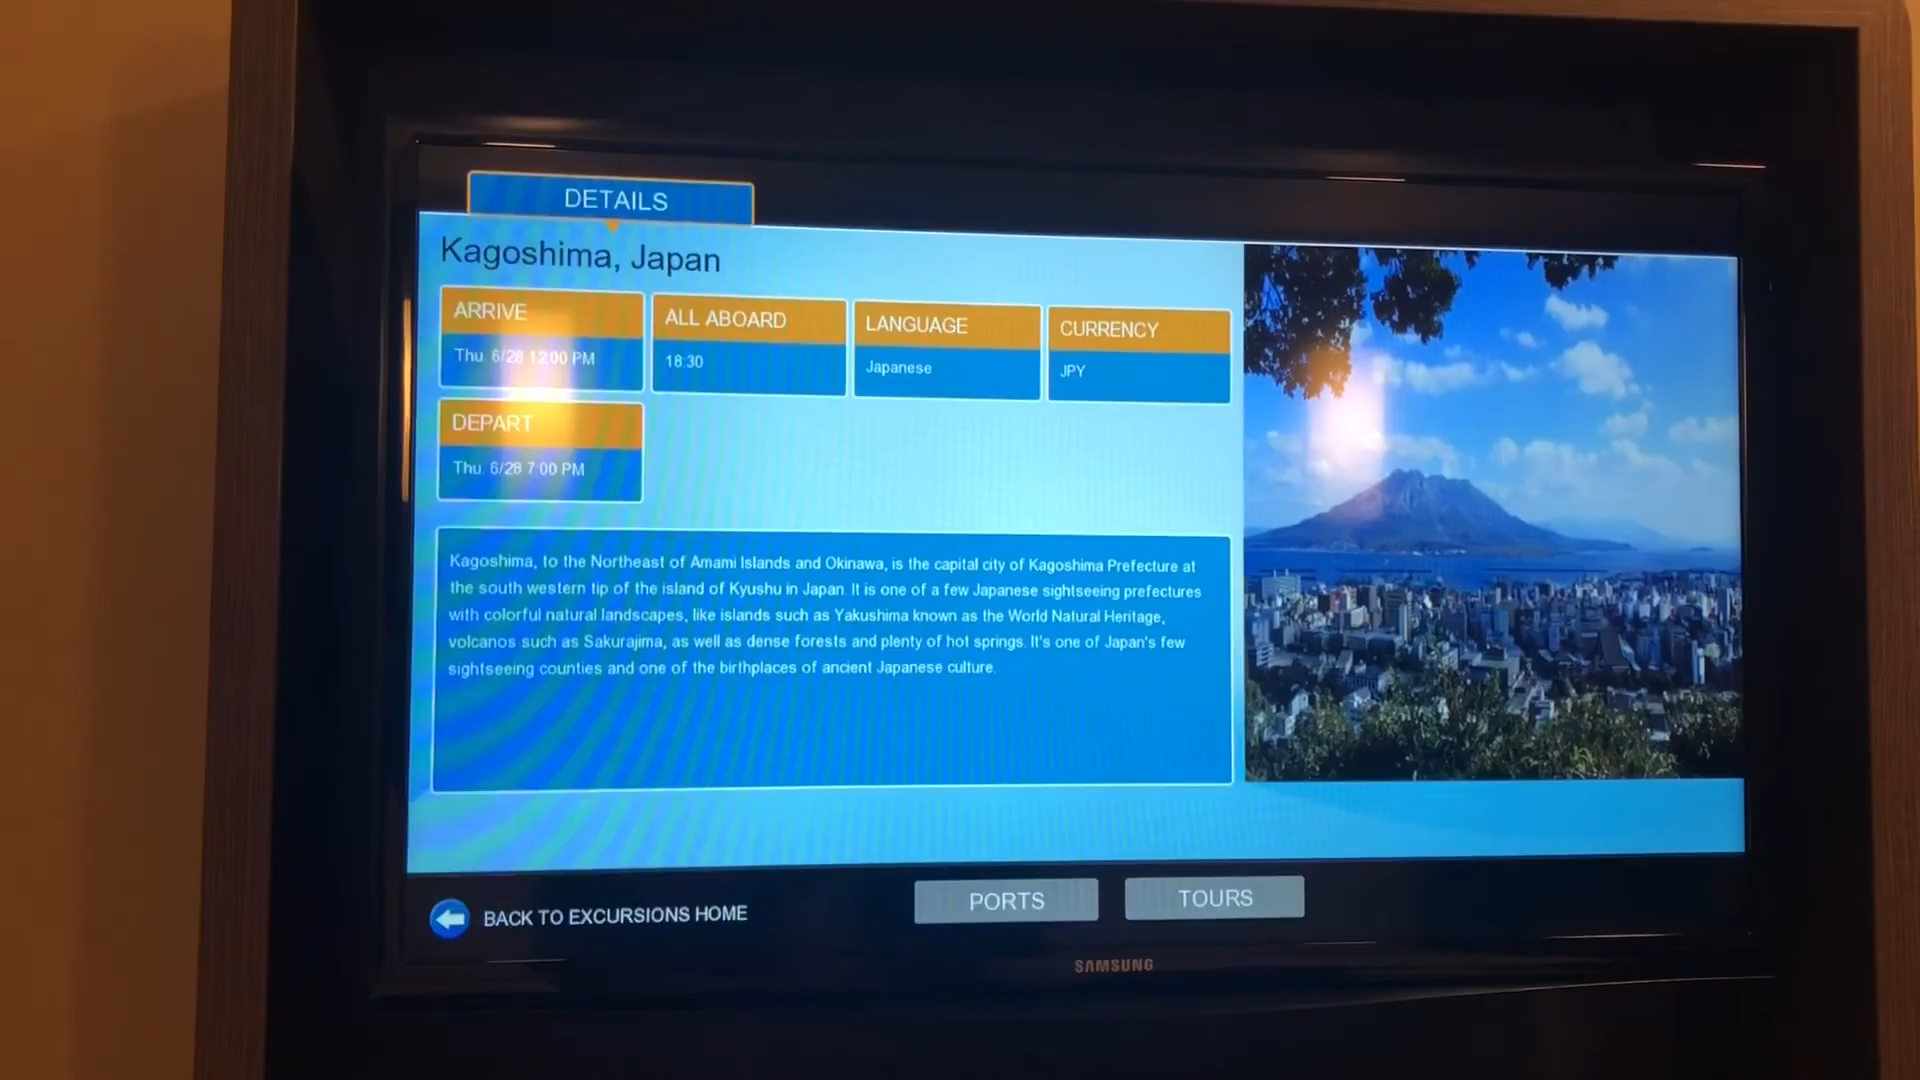 DETAILS
Kagoshima, Japan
ARRIVE
Thu. 6/28 12:00 PM
ALL ABOARD
18:30
LANGUAGE
Japanese
CURRENCY
JPY
DEPART
Thu. 6/28 7:00 PM
Kagoshima, to the Northeast of Amami Islands and Okinawa, is the capital city of Kagoshima Prefecture at
the south western tip of the island of Kyushu in Japan. It is one of a few Japanese sightseeing prefectures
with colorful natural landscapes, like islands such as Yakushima known as the World Natural Heritage,
volcanos such as Sakurajima, as well as dense forests and plenty of hot springs. It's one of Japan's few
sightseeing counties and one of the birthplaces of ancient Japanese culture.
BACK TO EXCURSIONS HOME
PORTS
TOURS
SAMSUNG